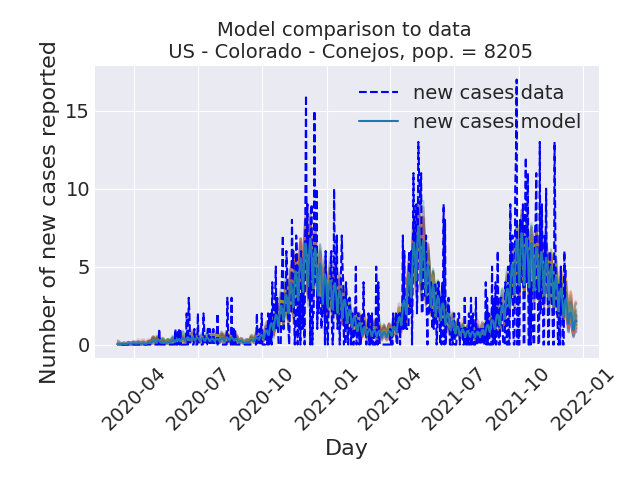 Model comparison to data
US - Colorado - Conejos, pop. = 8205
Number of new cases reported
15
10
5
0
new cases data
new cases model
2020-04
2020-07
2020-10
2021-01
2021-04
2021-07
2021-10
2022-01
Day